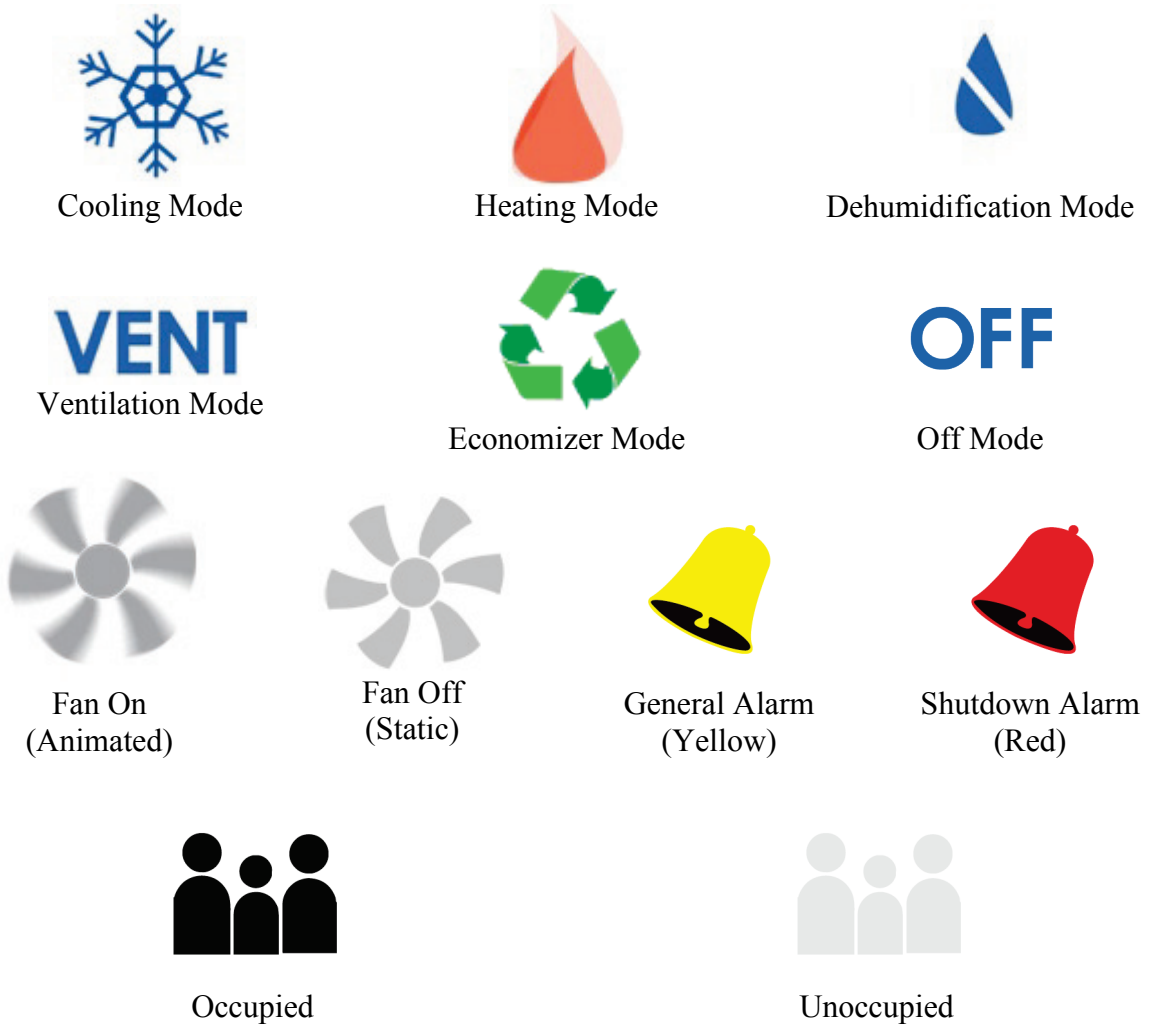 Cooling Mode
Heating Mode
Dehumidification Mode
VENT
OFF
Ventilation Mode
Economizer Mode
Off Mode
Fan On
(Animated)
Fan Off
(Static)
General Alarm
(Yellow)
Shutdown Alarm
(Red)
Occupied
Unoccupied